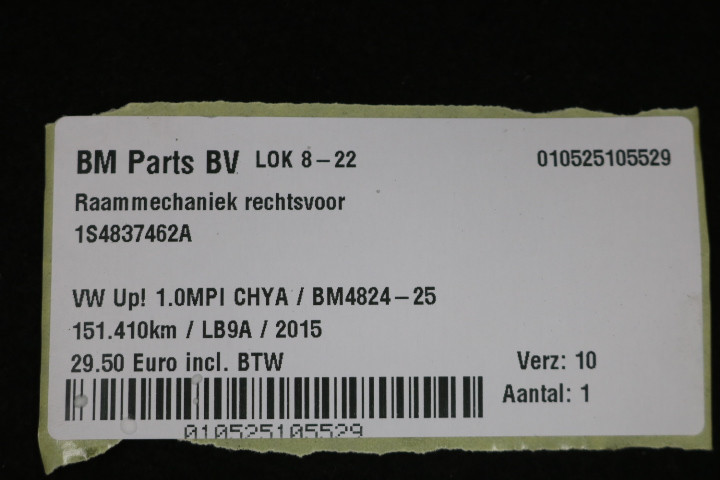 BM Parts BV LOK 8-22 010525105529
Raammechaniek rechtsvoor
1S4837462A
VW Up! 1.0MPI CHYA / BM4824-25
151.410km / LB9A / 2015
29.50 Euro incl. BTW Verz: 10
Aantal: 1
010525105529